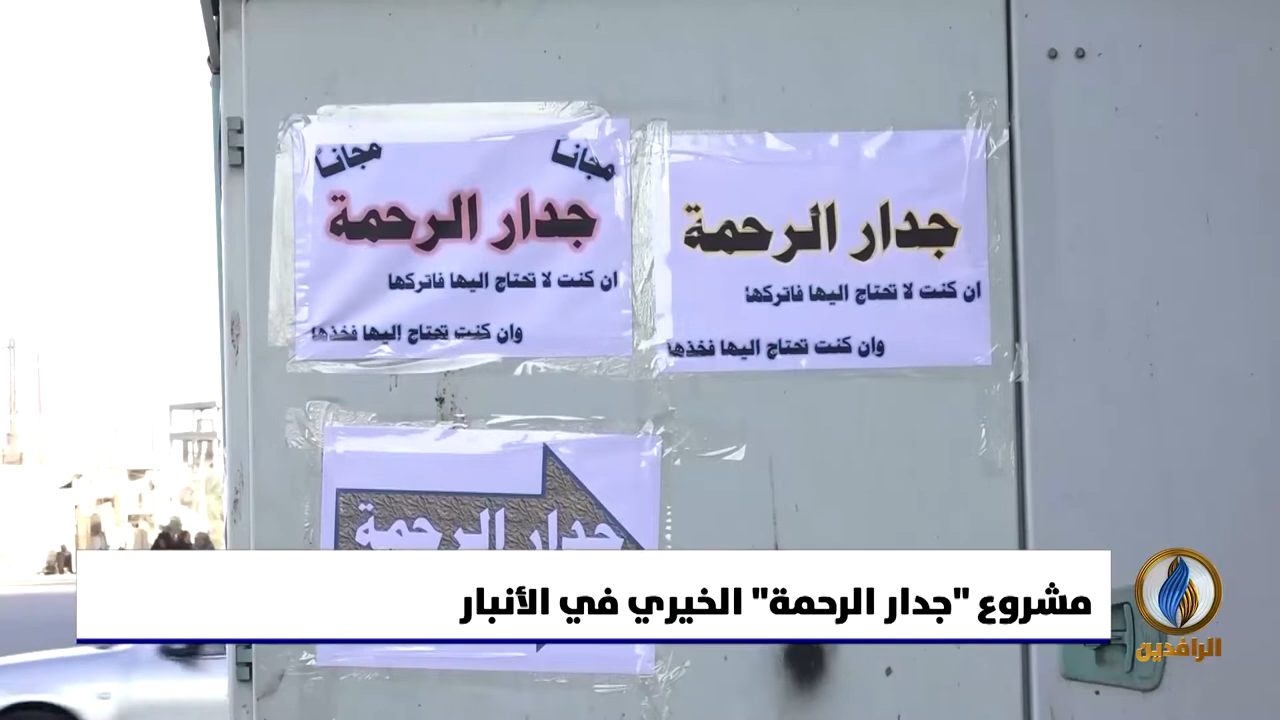 مجاناً مجاناً
جدار الرحمة
ان كنت لا تحتاج اليها فاتركها
وان كنت تحتاج اليها فخذها
جدار الرحمة
ان كنت لا تحتاج اليها فاتركها
وان كنت تحتاج اليها فخذها
جدار الرحمة
مشروع "جدار الرحمة" الخيري في الأنبار
الرافدين